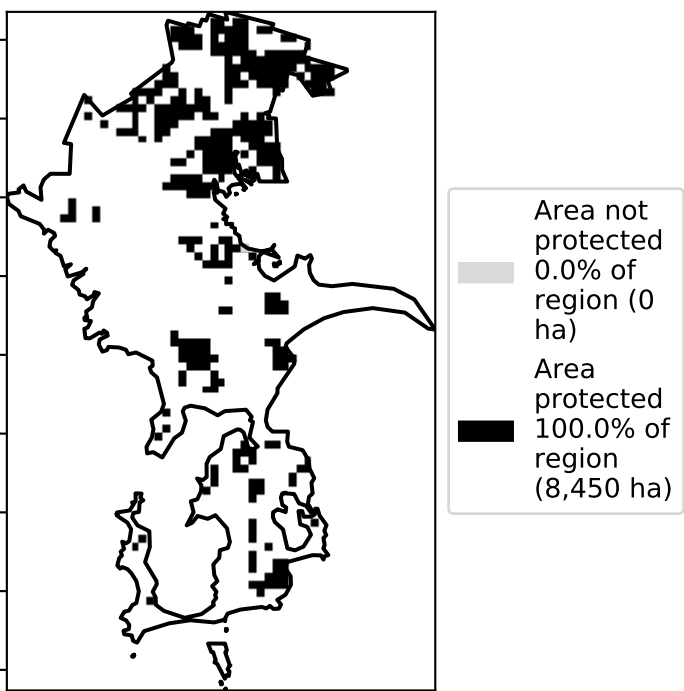 Area not
protected
0.0% of
region (0
ha)
Area
protected
100.0% of
region
(8,450 ha)